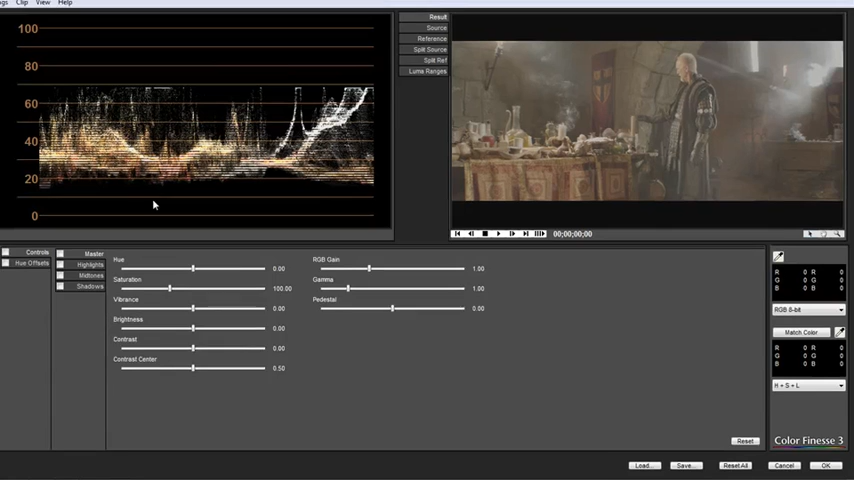 ngs Clip View Help
100
80
60
40
20
0
Result
Source
Reference
Split Source
Split Ref
Luma Ranges
00;00;00;00
Controls
Hue Offsets
Master
Highlights
Midtones
Shadows
Hue 0.00
Saturation 100.00
Vibrance 0.00
Brightness 0.00
Contrast 0.00
Contrast Center 0.50
RGB Gain 1.00
Gamma 1.00
Pedestal 0.00
R 0 R 0
G 0 G 0
B 0 B 0
RGB 8-bit
Match Color
R 0 R 0
G 0 G 0
B 0 B 0
H + S + L
Reset
Color Finesse 3
Load... Save... Reset All Cancel OK